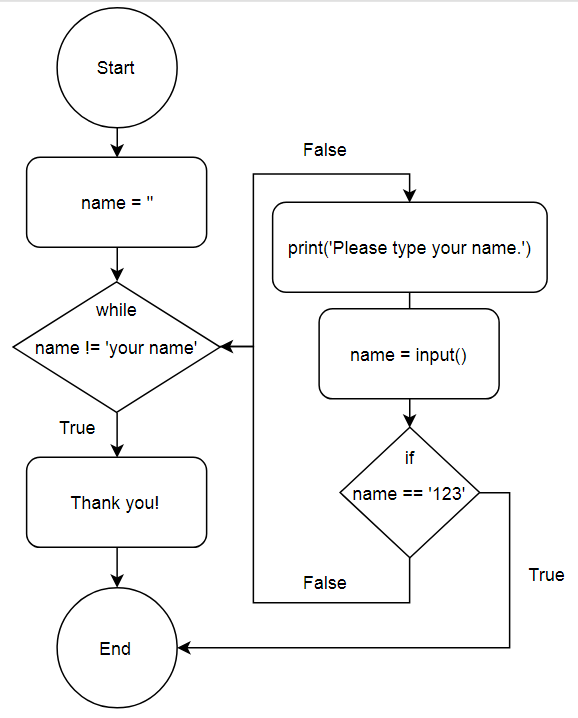 Start
name = ''
while
name != 'your name'
True
Thank you!
End
False
print('Please type your name.')
name = input()
if
name == '123'
False
True